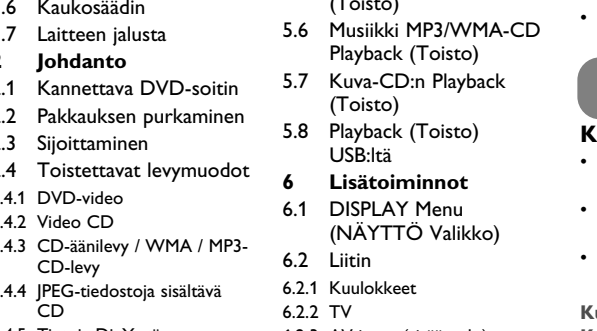 .6 Kaukosäädin
.7 Laitteen jalusta
Johdanto
.1 Kannettava DVD-soitin
.2 Pakkauksen purkaminen
.3 Sijoittaminen
.4 Toistettavat levymuodot
.4.1 DVD-video
.4.2 Video CD
.4.3 CD-äänilevy / WMA / MP3-
CD-levy
.4.4 JPEG-tiedostoja sisältävä
CD
(Toisto)
5.6 Musiikki MP3/WMA-CD
Playback (Toisto)
5.7 Kuva-CD:n Playback
(Toisto)
5.8 Playback (Toisto)
USB:ltä
6 Lisätoiminnot
6.1 DISPLAY Menu
(NÄYTTÖ Valikko)
6.2 Liitin
6.2.1 Kuulokkeet
6.2.2 TV